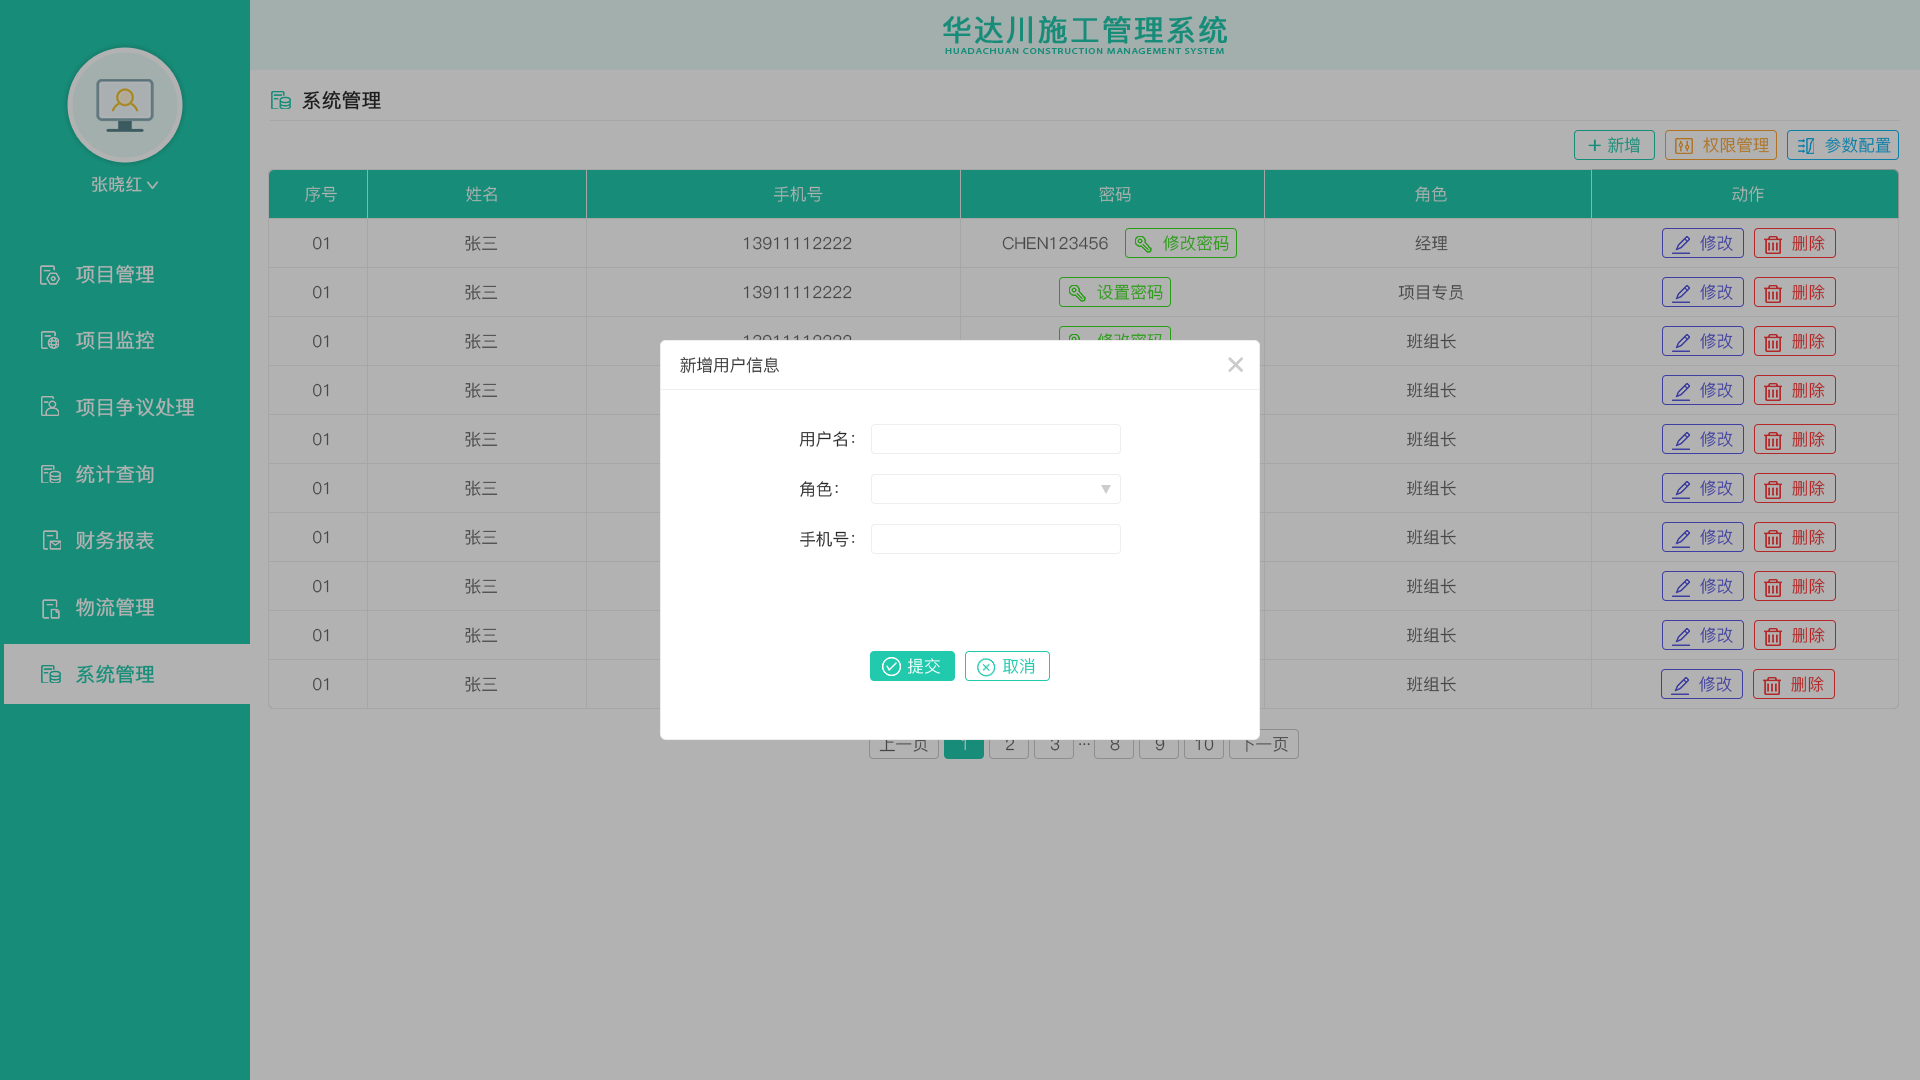 华达川施工管理系统
HUADACHUAN CONSTRUCTION MANAGEMENT SYSTEM
张晓红
项目管理
项目监控
项目争议处理
统计查询
财务报表
物流管理
系统管理
系统管理
新增 权限管理 参数配置
序号 姓名 手机号 密码 角色 动作
01 张三 13911112222 CHEN123456 修改密码 经理 修改 删除
01 张三 13911112222 设置密码 项目专员 修改 删除
01 张三 13911112222 修改密码 班组长 修改 删除
01 张三 班组长 修改 删除
01 张三 班组长 修改 删除
01 张三 班组长 修改 删除
01 张三 班组长 修改 删除
01 张三 班组长 修改 删除
01 张三 班组长 修改 删除
01 张三 班组长 修改 删除
新增用户信息
用户名：
角色：
手机号：
提交 取消
上一页 1 2 3 ··· 8 9 10 下一页